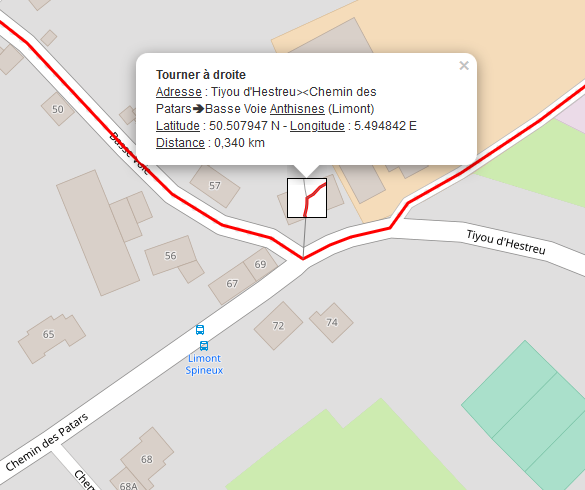 Tourner à droite
×
Adresse : Tiyou d'Hestreu><Chemin des
Patars🡺Basse Voie Anthisnes (Limont)
Latitude : 50.507947 N - Longitude : 5.494842 E
Distance : 0,340 km
50
Basse Voie
57
56
69
67
65
72
74
Tiyou d'Hestreu
Limont
Spineux
Chemin des Patars
68
68A
Che